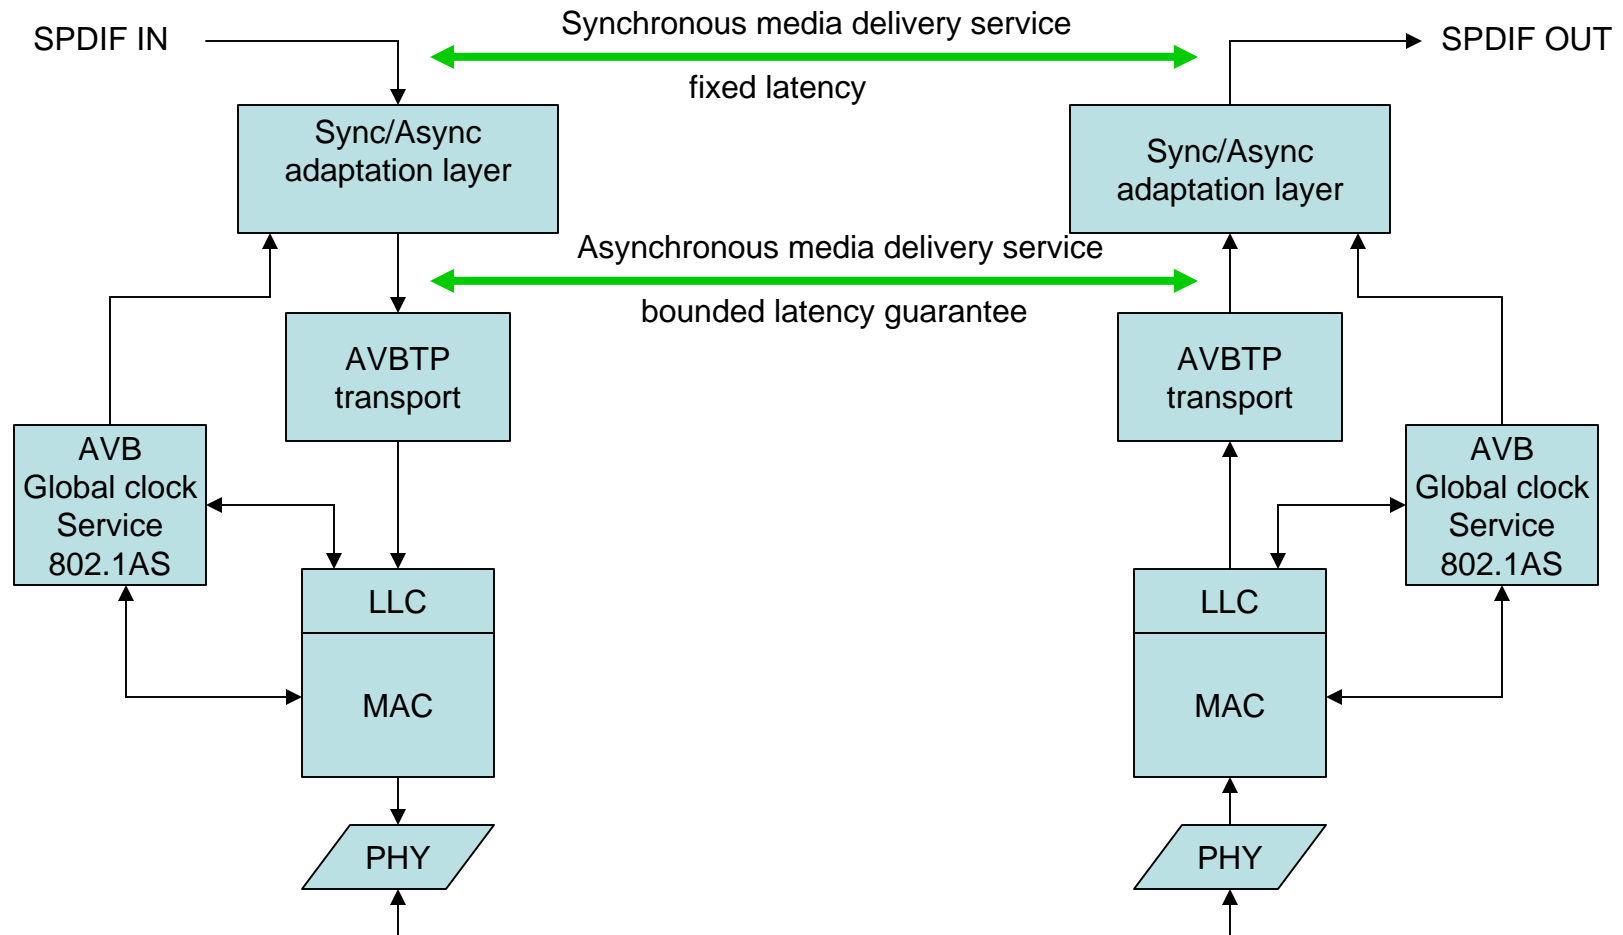 SPDIF IN
Synchronous media delivery service
SPDIF OUT
fixed latency
Sync/Async
adaptation layer
Sync/Async
adaptation layer
Asynchronous media delivery service
bounded latency guarantee
AVBTP
transport
AVBTP
transport
AVB
Global clock
Service
802.1AS
AVB
Global clock
Service
802.1AS
LLC
LLC
MAC
MAC
PHY
PHY